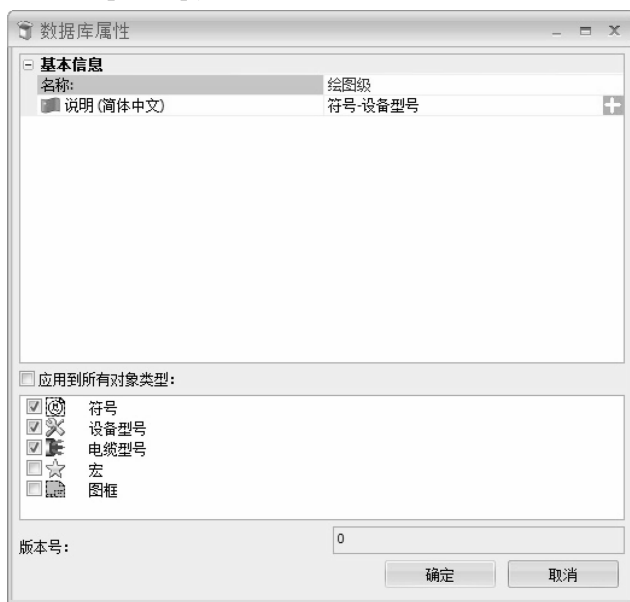 数据库属性
基本信息
名称: 绘图级
说明 (简体中文) 符号-设备型号
应用到所有对象类型:
符号
设备型号
电缆型号
宏
图框
版本号: 0
确定 取消